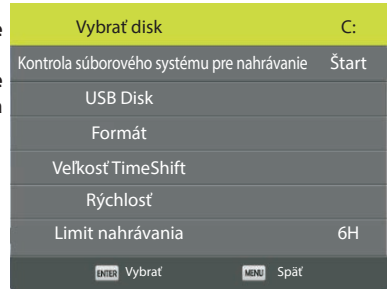 Vybrať disk C:
Kontrola súborového systému pre nahrávanie Štart
USB Disk
Formát
Veľkosť TimeShift
Rýchlosť
Limit nahrávania 6H
ENTER Vybrať MENU Späť